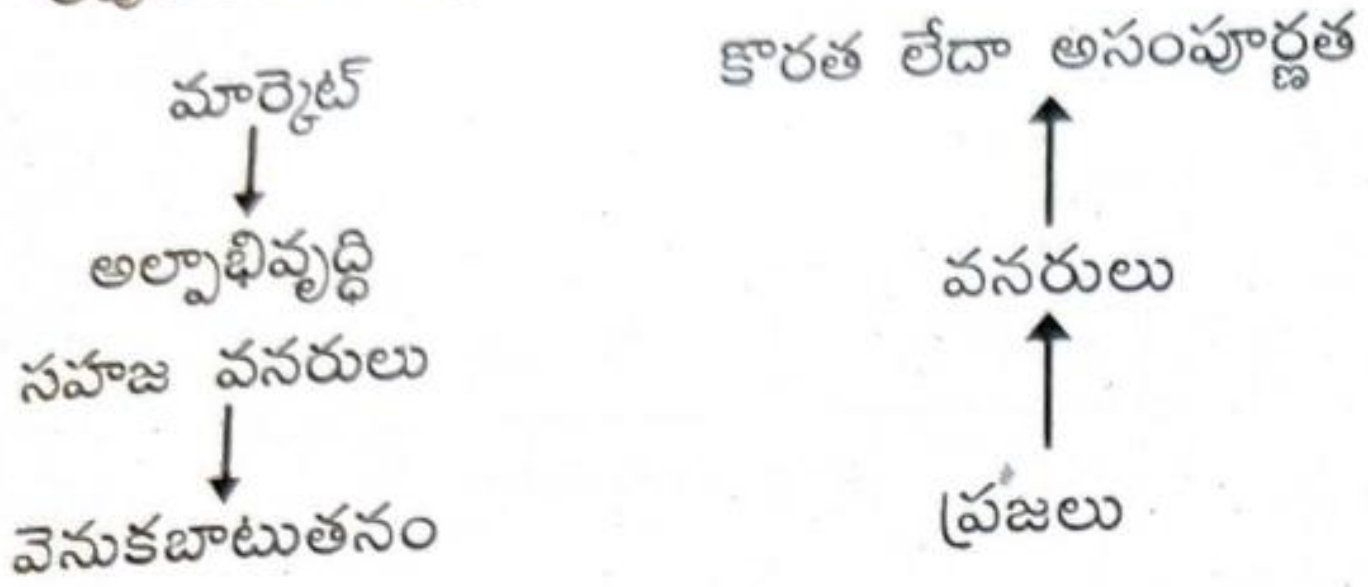 మార్కెట్
అల్పాభివృద్ధి
సహజ వనరులు
వెనుకబాటుతనం
కొరత లేదా అసంపూర్ణత
వనరులు
ప్రజలు